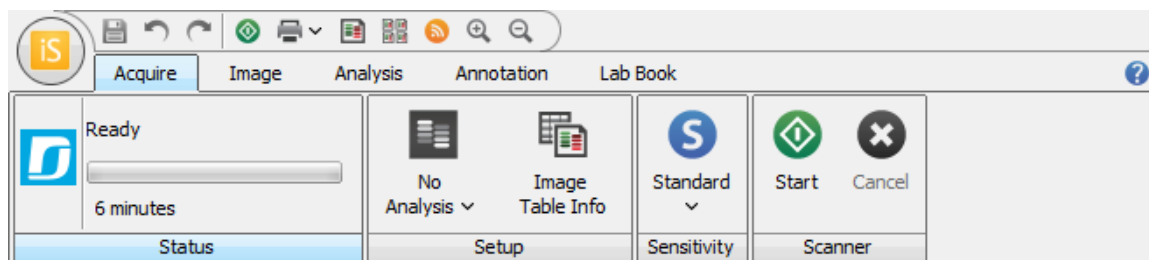 iS
Acquire Image Analysis Annotation Lab Book ?
Ready
6 minutes
Status
No
Analysis
Image
Table Info
Setup
S
Standard
Sensitivity
Start Cancel
Scanner